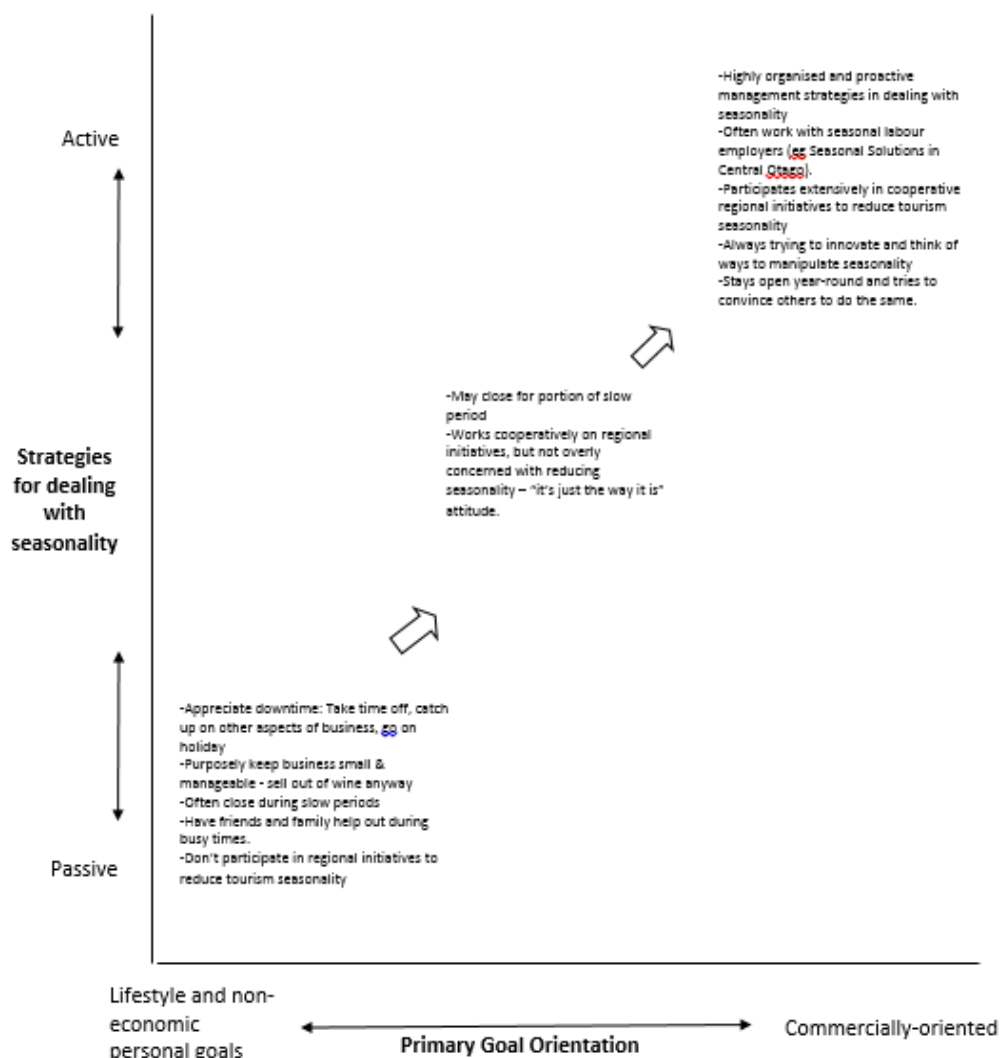 -Highly organised and proactive
management strategies in dealing with
seasonality
-Often work with seasonal labour
employers (eg Seasonal Solutions in
Central Otago).
-Participates extensively in cooperative
regional initiatives to reduce tourism
seasonality
-Always trying to innovate and think of
ways to manipulate seasonality
-Stays open year-round and tries to
convince others to do the same.
Active
-May close for portion of slow
period
-Works cooperatively on regional
initiatives, but not overly
concerned with reducing
seasonality – “it’s just the way it is”
attitude.
Strategies
for dealing
with
seasonality
-Appreciate downtime: Take time off, catch
up on other aspects of business, go on
holiday
-Purposely keep business small &
manageable - sell out of wine anyway
-Often close during slow periods
-Have friends and family help out during
busy times.
-Don’t participate in regional initiatives to
reduce tourism seasonality
Passive
Lifestyle and non-
economic
personal goals
Primary Goal Orientation
Commercially-oriented